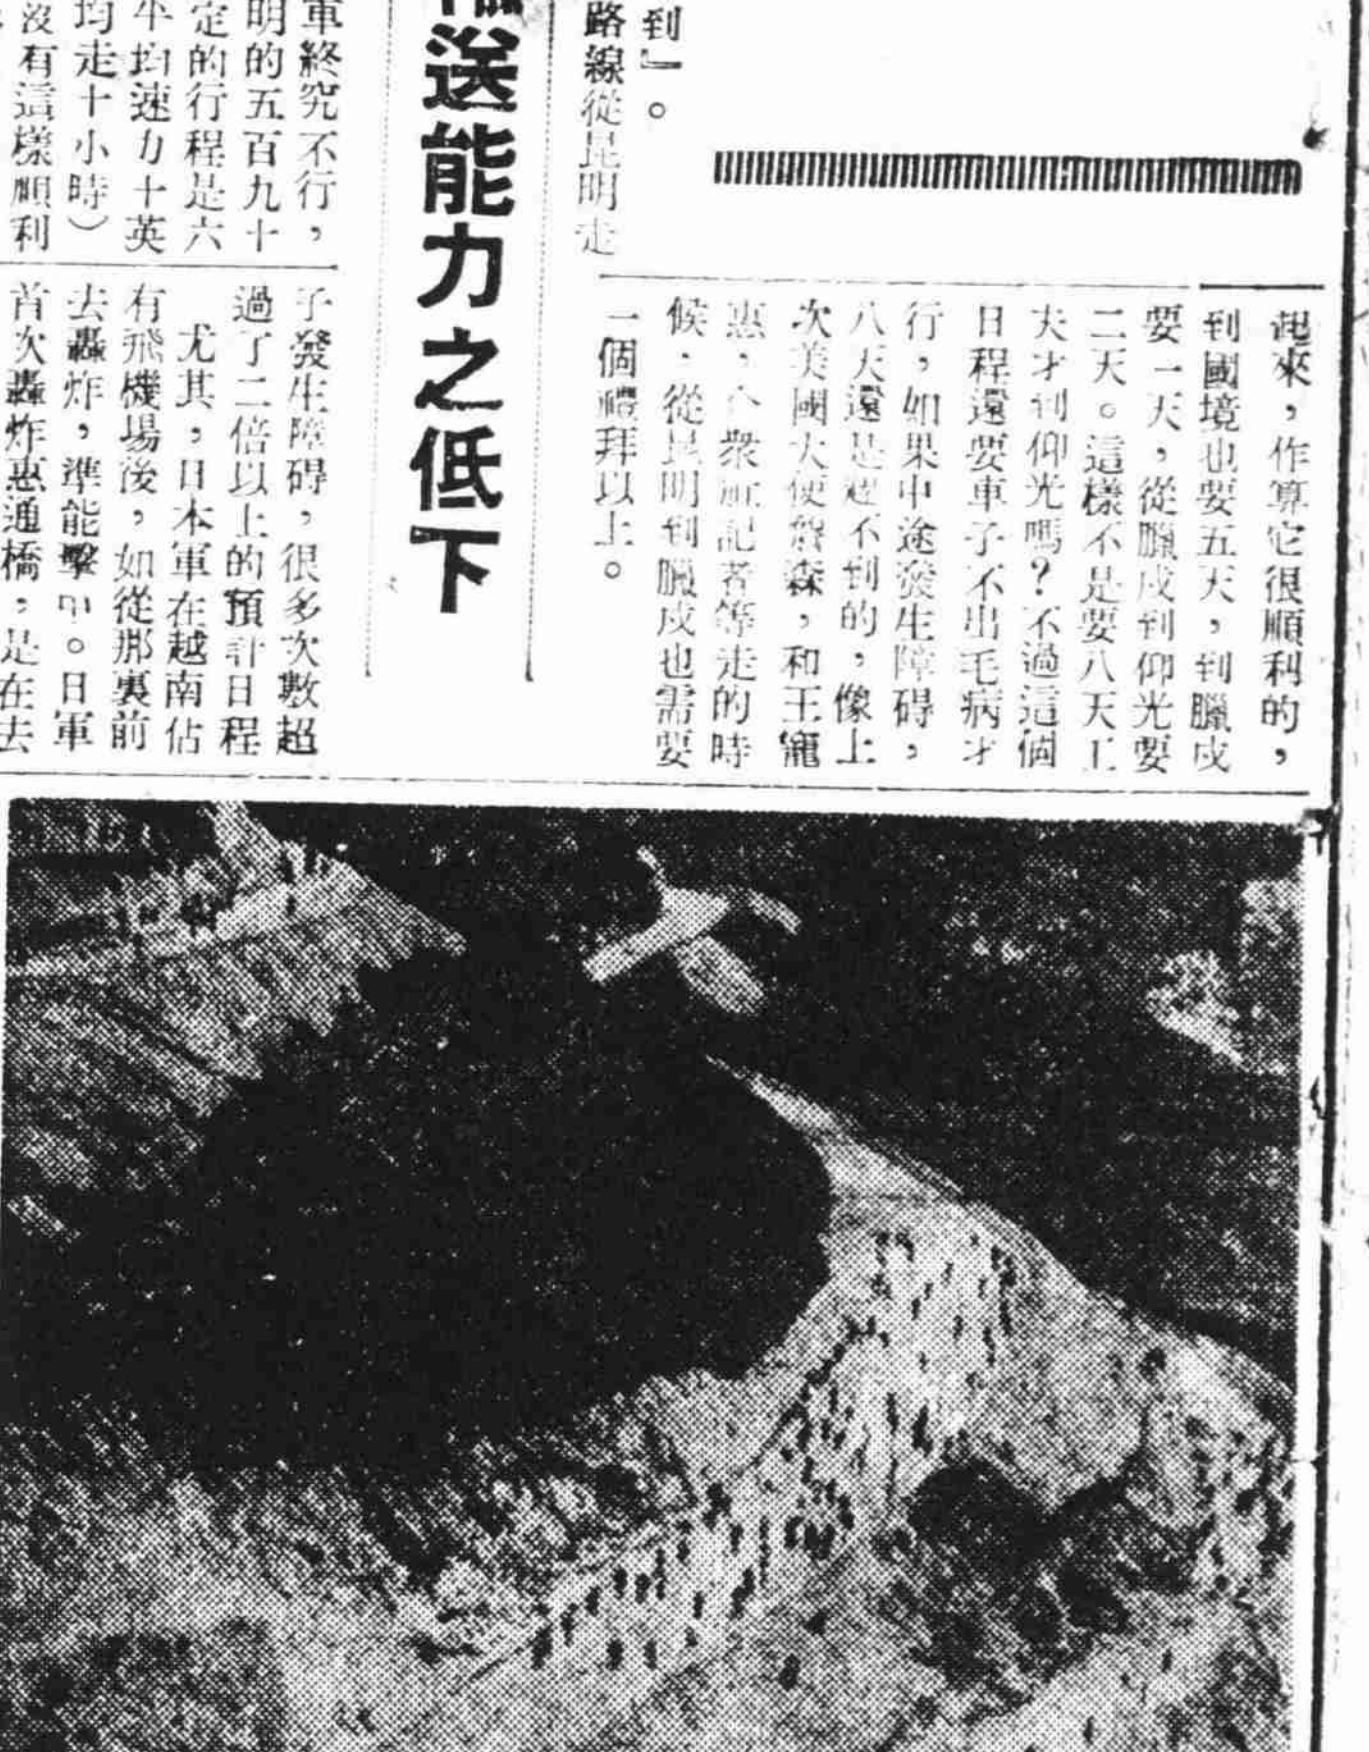 到』。
路線從昆明走
起來，作算它很順利的，
到國境也要五天，到臘戍
要一天，從臘戍到仰光要
二天。這樣不是要八天工
夫才到仰光嗎？不過這個
日程還要車子不出毛病才
行，如果中途發生障碍，
八天還是趕不到的，像上
次美國大使詹森，和王寵
惠，合衆社記者等走的時
候，從昆明到臘戍也需要
一個禮拜以上。
送能力之低下
車終究不行，
明的五百九十
定的行程是六
平均速力十英
均走十小時）
沒有這樣順利
子發生障碍，很多次數超
過了二倍以上的預計日程
尤其，日本軍在越南佔
有飛機場後，如從那裏前
去轟炸，準能擊中。日軍
首次轟炸惠通橋，是在去